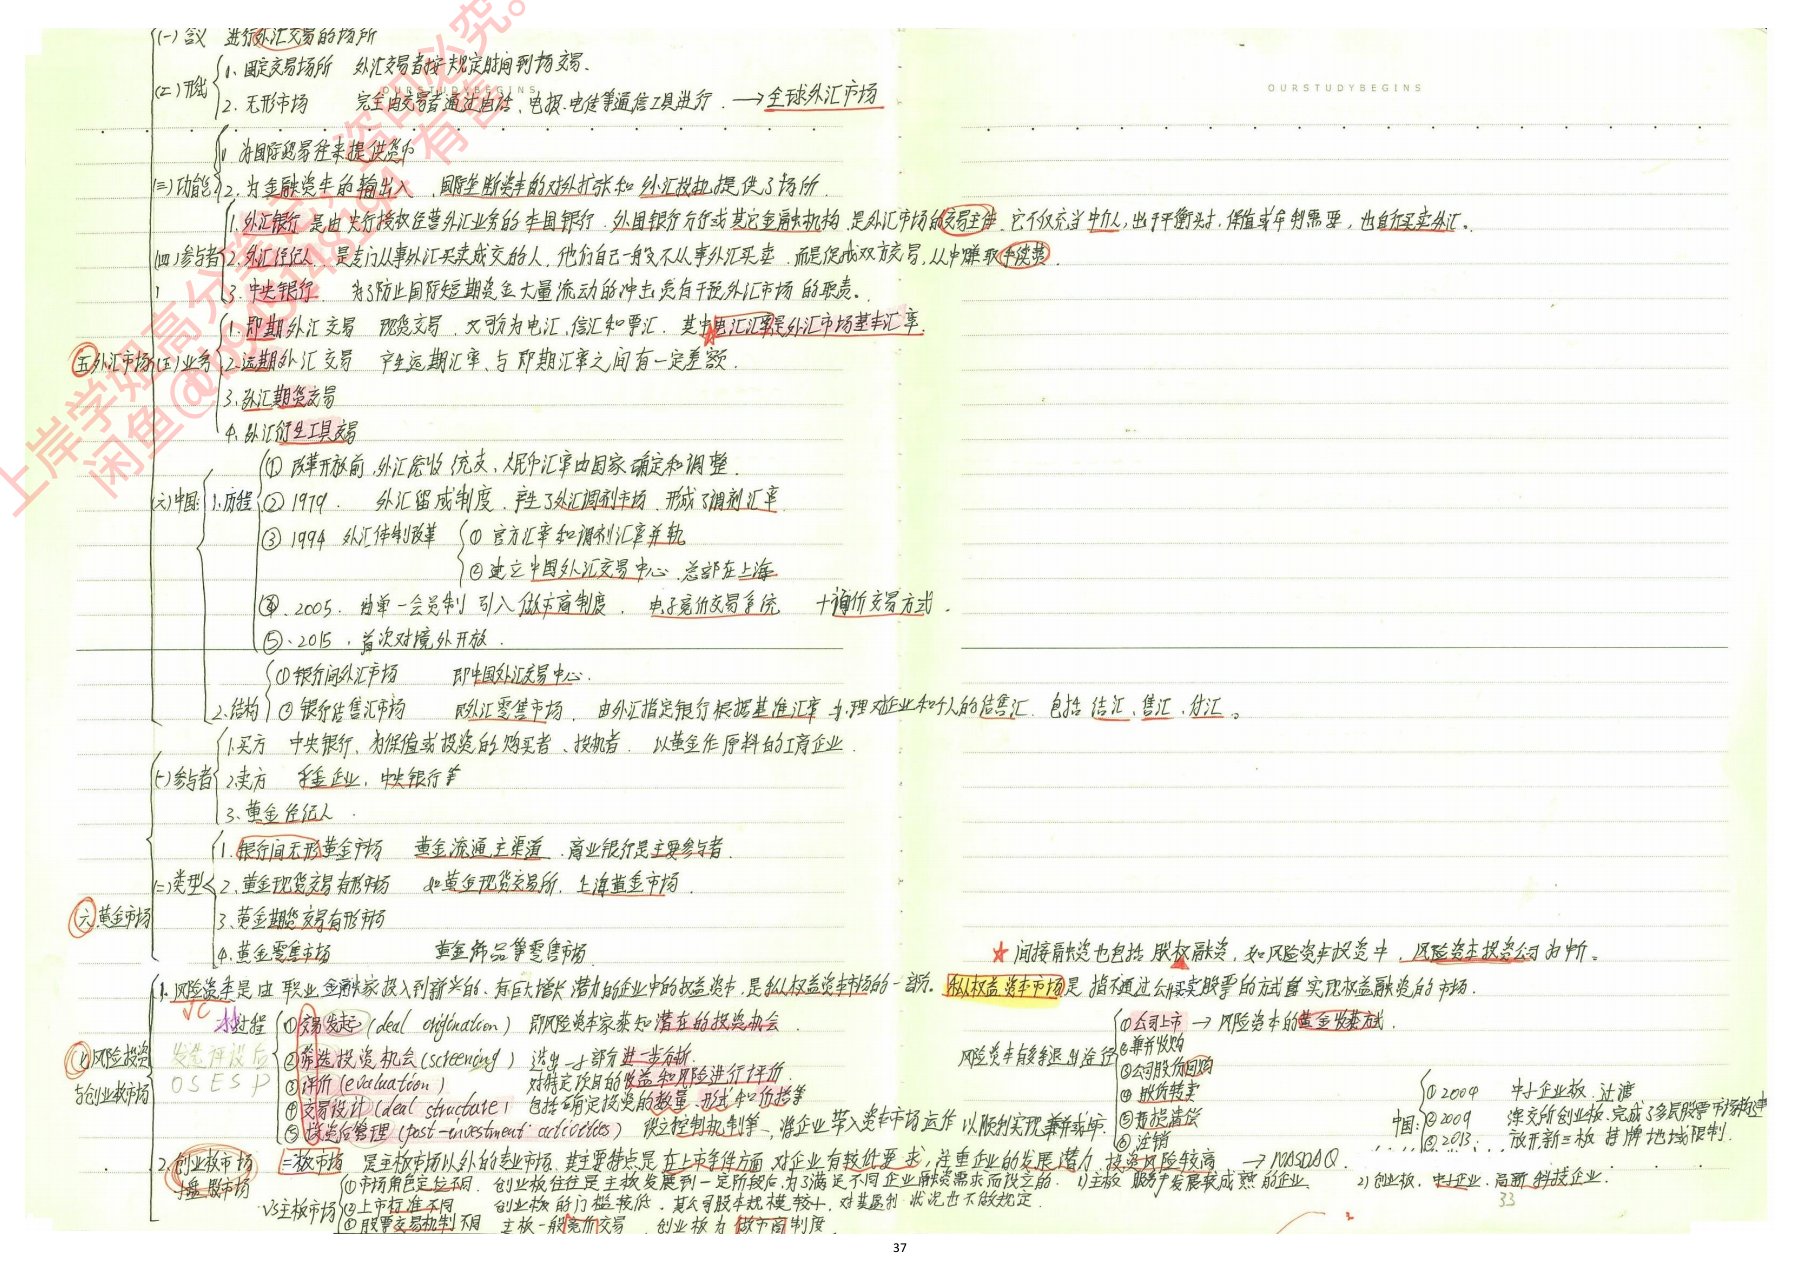 (一)含义 进行外汇交易的场所
(二)形式
1. 固定交易场所 外汇交易者按规定时间到场交易.
2. 无形市场 完全由交易者通过电话、电报、电传等通信工具进行. → 全球外汇市场
OURSTUDYBEGINS
OURSTUDYBEGINS
1. 为国际贸易往来提供货币
(三)功能 2. 为金融资本的输出入、国际垄断资本的对外扩张和外汇投机提供了场所.
1. 外汇银行 是由央行授权经营外汇业务的本国银行、外国银行分行或其它金融机构 是外汇市场的交易主体. 它不仅充当中介人, 出于平衡头寸、保值或牟利需要, 也自行买卖外汇。
(四)参与者 2. 外汇经纪人. 是专门从事外汇买卖成交的人, 他们自己一般不从事外汇买卖 而是促成双方交易, 从中赚取手续费.
3. 中央银行. 为了防止国际短期资金大量流动的冲击负有干预外汇市场的职责。
1. 即期外汇交易 现货交易. 又可分为电汇、信汇和票汇. 其中电汇汇率是外汇市场基本汇率.
五 外汇市场 (五)业务 2. 远期外汇交易 产生远期汇率、与即期汇率之间有一定差额.
3. 外汇期货交易
4. 外汇衍生工具交易
① 改革开放前 外汇统收统支、人民币汇率由国家确定和调整.
(六)中国: 1. 历程 ② 1979. 外汇留成制度. 产生了外汇调剂市场. 形成了调剂汇率
③ 1994 外汇体制改革 ① 官方汇率和调剂汇率并轨
② 建立中国外汇交易中心. 总部在上海
④ .2005. 由单一会员制 引入做市商制度. 电子竞价交易系统 + 询价交易方式.
⑤ .2015 . 首次对境外开放.
① 银行间外汇市场 即中国外汇交易中心.
2. 结构 ② 银行结售汇市场 即外汇零售市场. 由外汇指定银行根据基准汇率 办理对企业和个人的结售汇. 包括 结汇、售汇、付汇。
1. 买方 中央银行、为保值或投资的购买者、投机者. 以黄金作原料的工商企业.
(一)参与者 2. 卖方 采金企业, 中央银行等
3. 黄金经纪人.
1. 银行间无形黄金市场 黄金流通主渠道. 商业银行是主要参与者.
(二)类型 2. 黄金现货交易有形市场 如黄金现货交易所. 上海黄金市场.
六 黄金市场 3. 黄金期货交易有形市场
4. 黄金零售市场 黄金饰品等零售市场.
★ 间接融资也包括 股权融资, 如风险资本投资中, 风险资本投资公司为中介。
1. 风险资本是由 职业金融家投入到新兴的、有巨大增长潜力的企业中的权益资本. 是私人权益资本市场的一部分。 私人权益资本市场是指不通过公开买卖股票的方式实现权益融资的市场.
VC
过程 ① 交易发起 (deal origination) 即风险资本家获知潜在的投资机会.
七 风险投资与创业板市场
发选评设后
OSESP
② 筛选投资机会 (screening) 选出一小部分进一步分析.
③ 评价 (evaluation) 对特定项目的收益和风险进行评价.
④ 交易设计 (deal structure) 包括确定投资的数量、形式和价格等
⑤ 投资后管理 (post-investment activities) 设立控制机制等、将企业带入资本市场运作 以顺利实现兼并或上市.
风险资本有多条退出途径
① 公司上市 → 风险资本的黄金收获方式.
② 兼并收购
③ 公司股份回购
④ 股份转卖
⑤ 亏损清偿
⑥ 注销
中国:
① 2004 中小企业板. 过渡
② 2009 深交所创业板. 完成了多层股票市场构建
③ 2013. 放开新三板 挂牌地域限制.
2. 创业板市场 二板市场 是主板市场以外的专业市场. 其主要特点是在上市条件方面对企业有较低要求, 注重企业的发展潜力 投资风险较高 → NASDAQ.
小盘股市场
vs主板市场
① 市场角色定位不同. 创业板往往是主板发展到一定阶段后, 为了满足不同企业融资需求而设立的. 1) 主板 服务于发展较成熟的企业 2) 创业板. 中小企业. 高新科技企业.
② 上市标准不同 创业板的门槛较低. 其公司股本规模较小. 对其盈利状况也不做规定.
③ 股票交易机制不同 主板一般竞价交易. 创业板为做市商制度.
33
37
上岸学姐高分笔记
闲鱼@